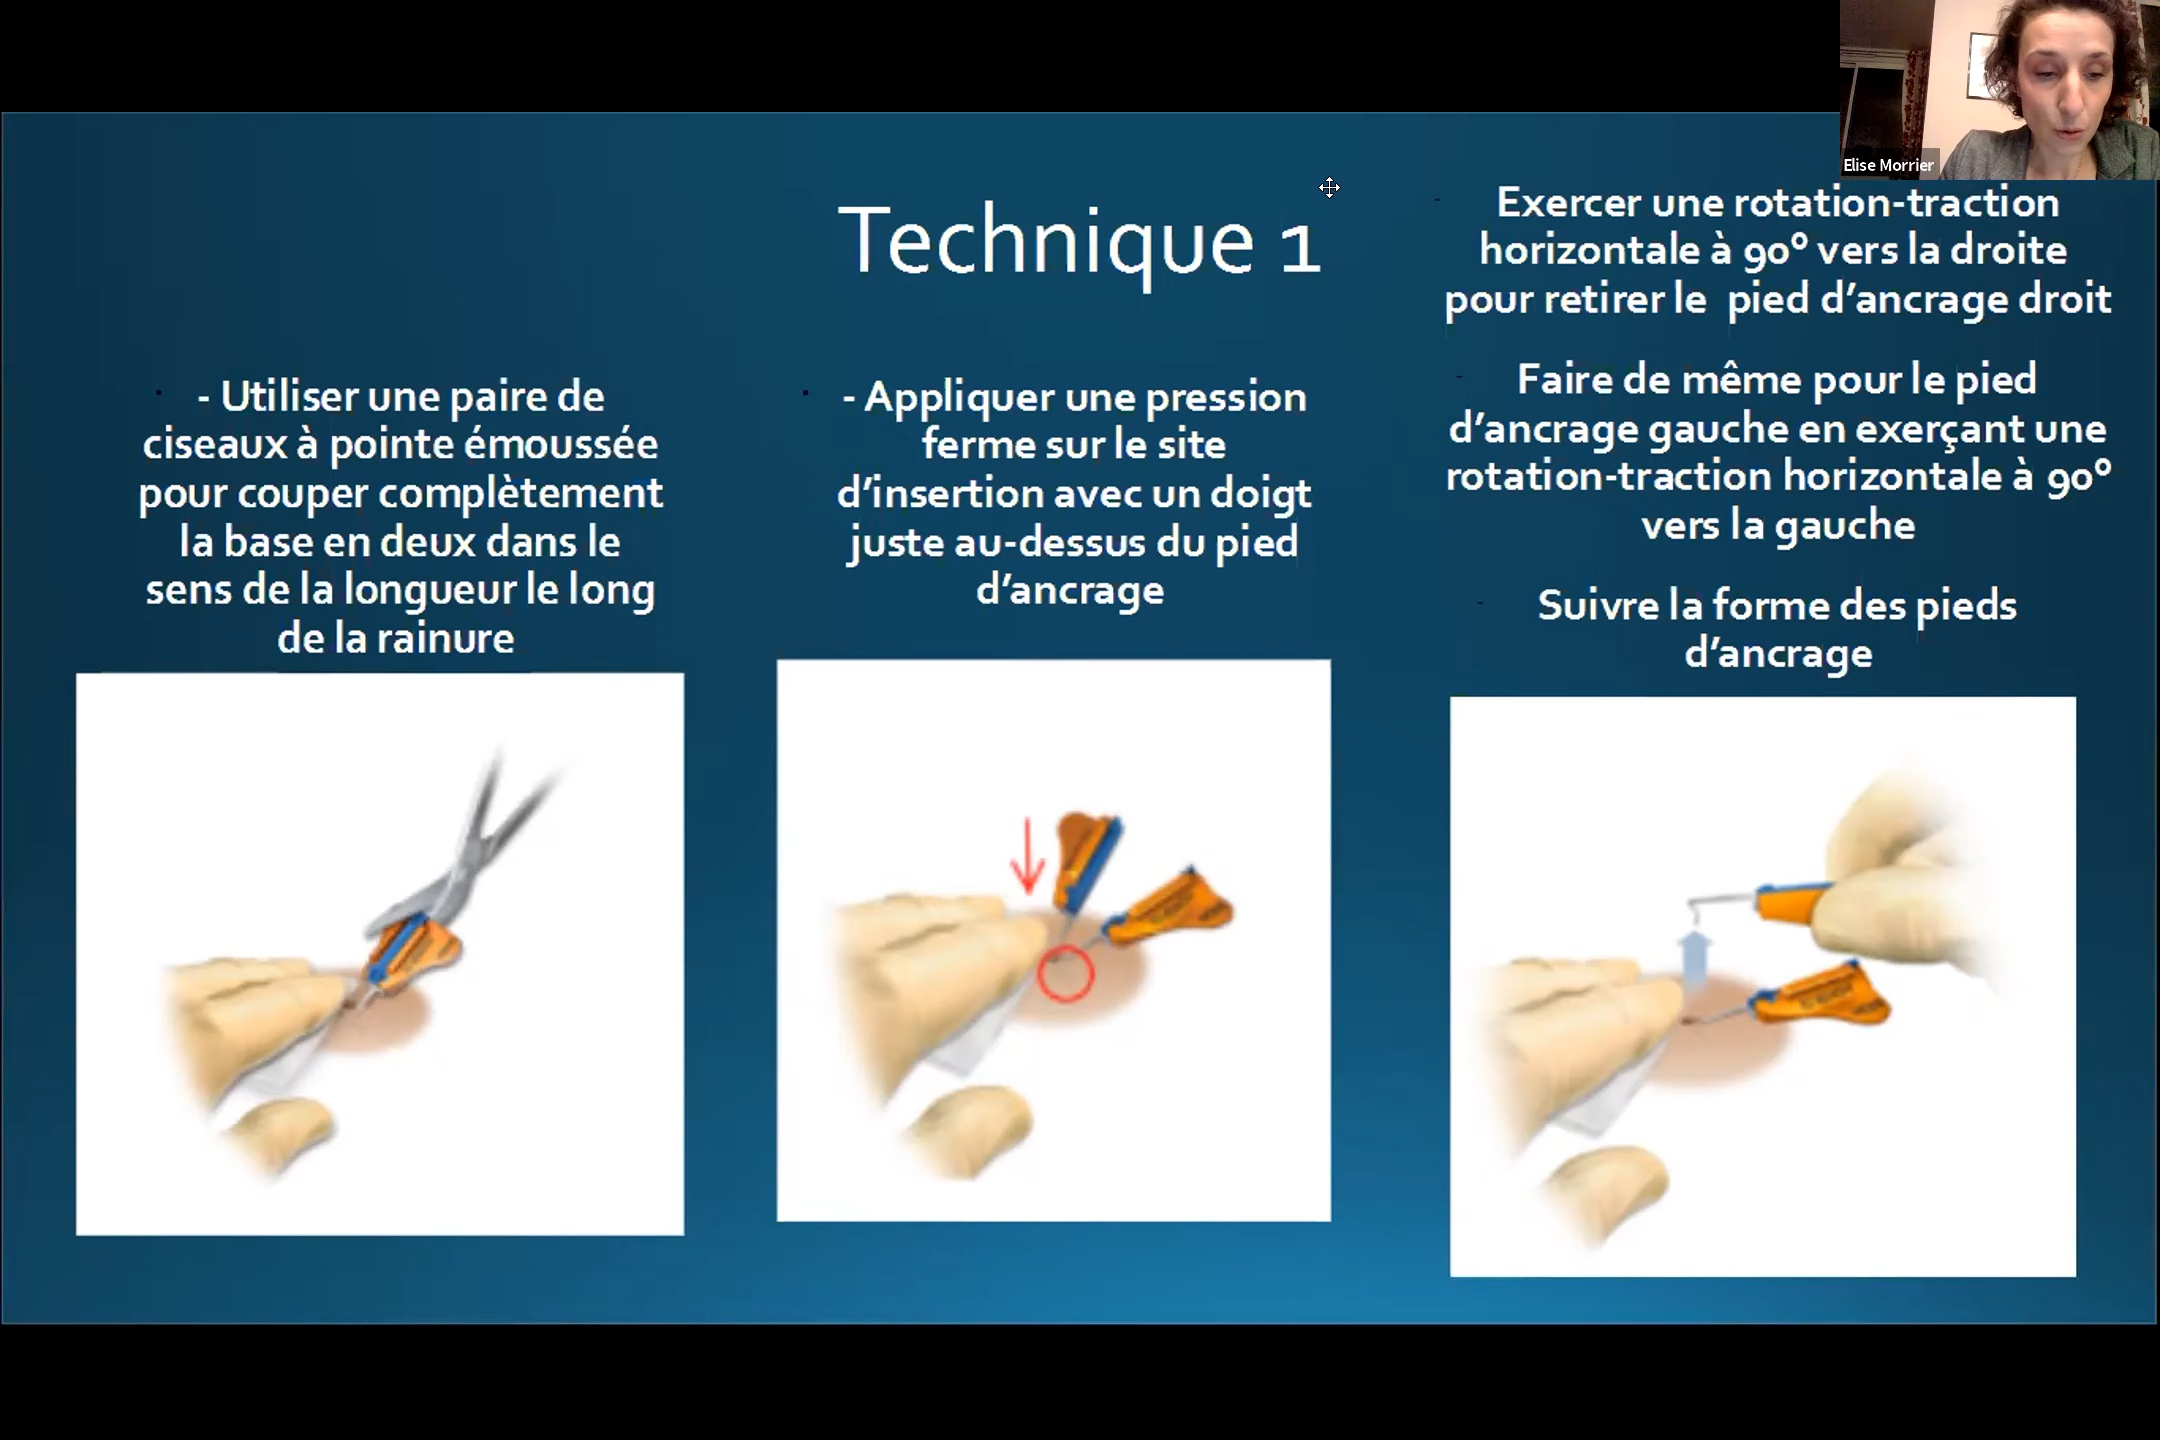 Elise Morrier
Technique 1
- Utiliser une paire de
ciseaux à pointe émoussée
pour couper complètement
la base en deux dans le
sens de la longueur le long
de la rainure
- Appliquer une pression
ferme sur le site
d’insertion avec un doigt
juste au-dessus du pied
d’ancrage
Exercer une rotation-traction
horizontale à 90° vers la droite
pour retirer le pied d’ancrage droit
Faire de même pour le pied
d’ancrage gauche en exerçant une
rotation-traction horizontale à 90°
vers la gauche
Suivre la forme des pieds
d’ancrage